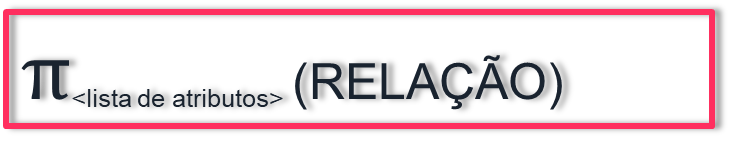 π<lista de atributos> (RELAÇÃO)